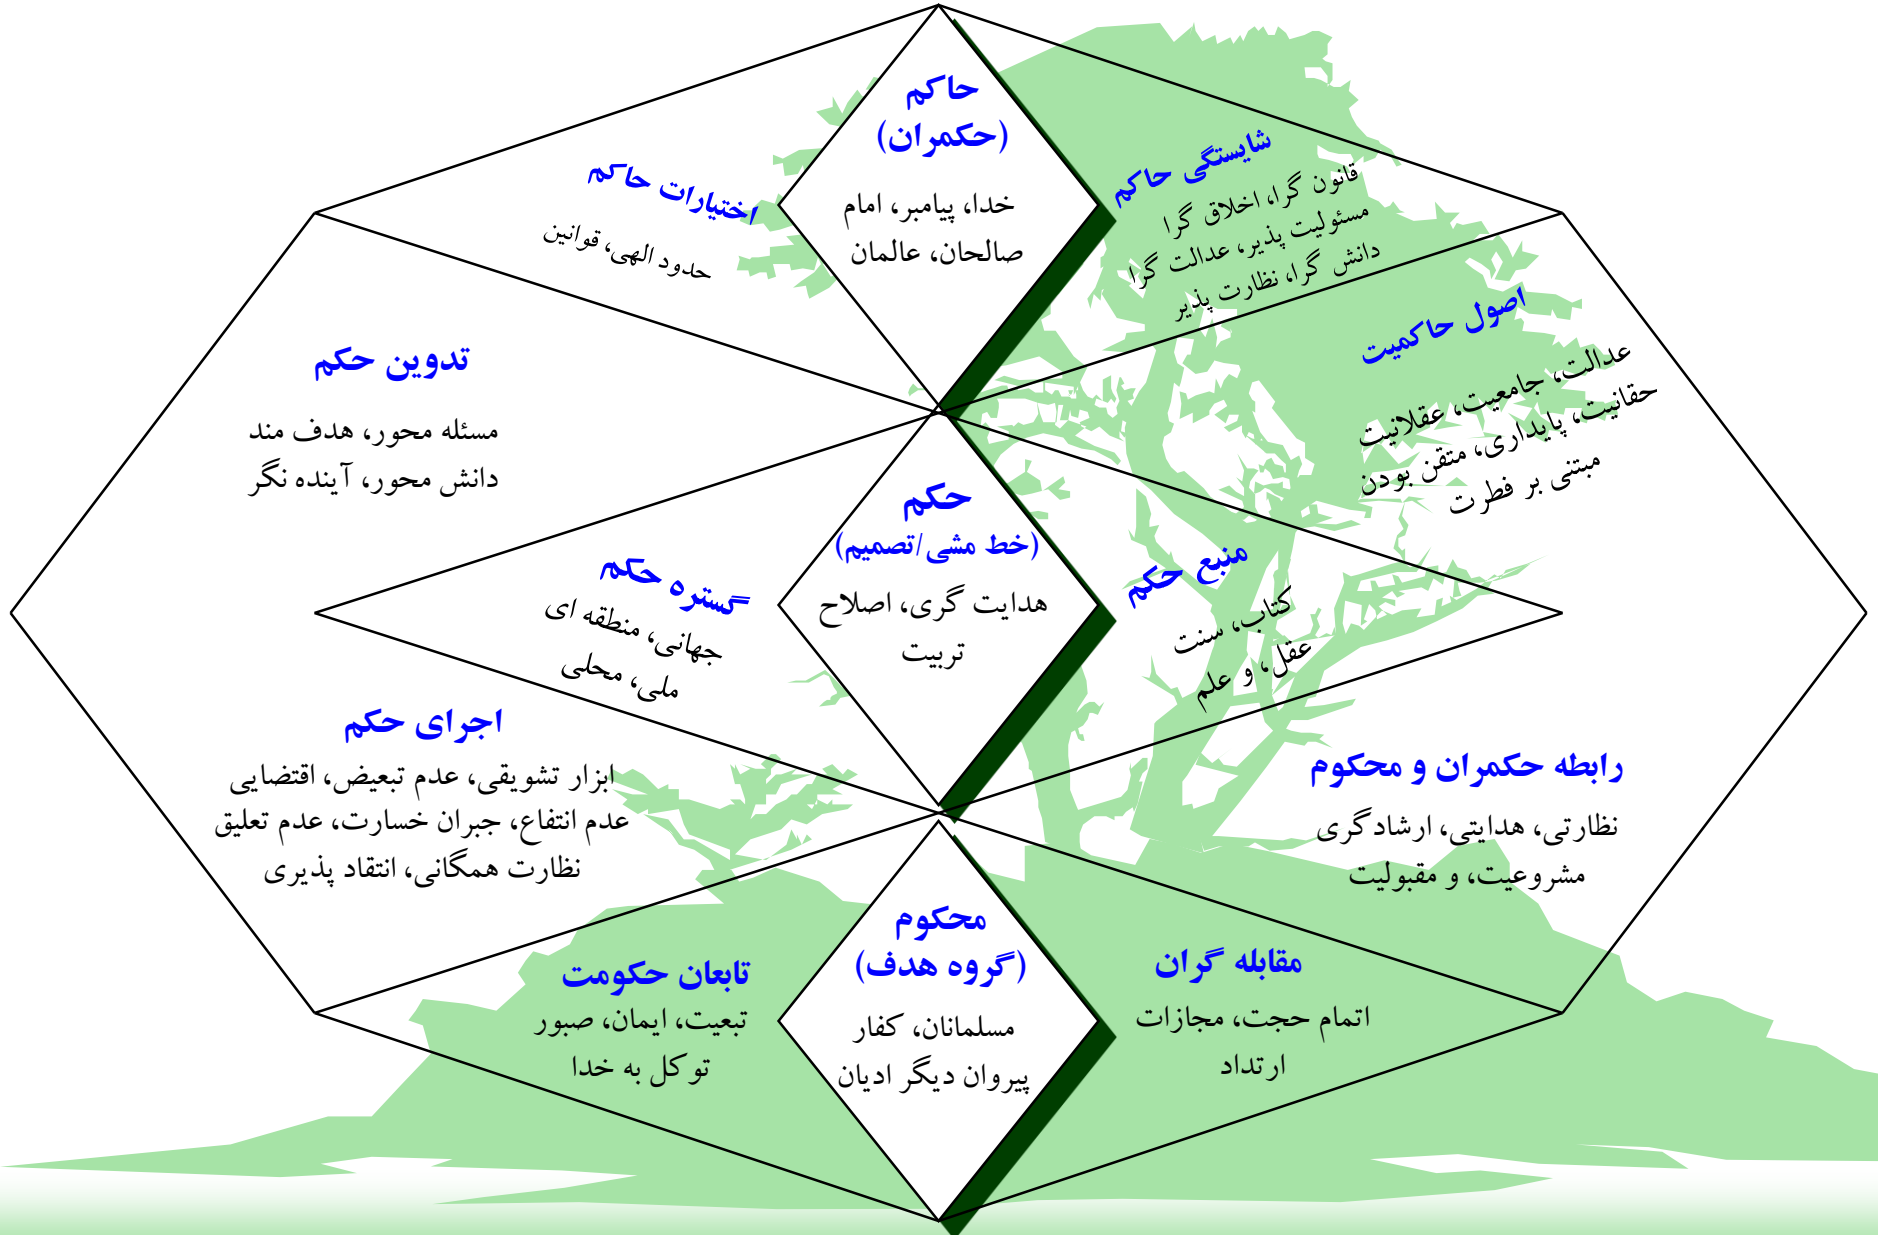 حاکم
(حکمران)
خدا، پیامبر، امام
صالحان، عالمان
شایستگی حاکم
قانون گرا، اخلاق گرا
مسئولیت پذیر، عدالت گرا
دانش گرا، نظارت پذیر
اختیارات حاکم
حدود الهی، قوانین
اصول حاکمیت
عدالت، جامعیت، عقلانیت
حقانیت، پایداری، متقن بودن
مبتنی بر فطرت
تدوین حکم
مسئله محور، هدف مند
دانش محور، آینده نگر
حکم
(خط مشی/تصمیم)
هدایت گری، اصلاح
تربیت
منبع حکم
کتاب، سنت
عقل، و علم
گستره حکم
جهانی، منطقه ای
ملی، محلی
رابطه حکمران و محکوم
نظارتی، هدایتی، ارشادگری
مشروعیت، و مقبولیت
اجرای حکم
ابزار تشویقی، عدم تبعیض، اقتضایی
عدم انتفاع، جبران خسارت، عدم تعلیق
نظارت همگانی، انتقاد پذیری
محکوم
(گروه هدف)
مسلمانان، کفار
پیروان دیگر ادیان
مقابله گران
اتمام حجت، مجازات
ارتداد
تابعان حکومت
تبعیت، ایمان، صبور
توکل به خدا